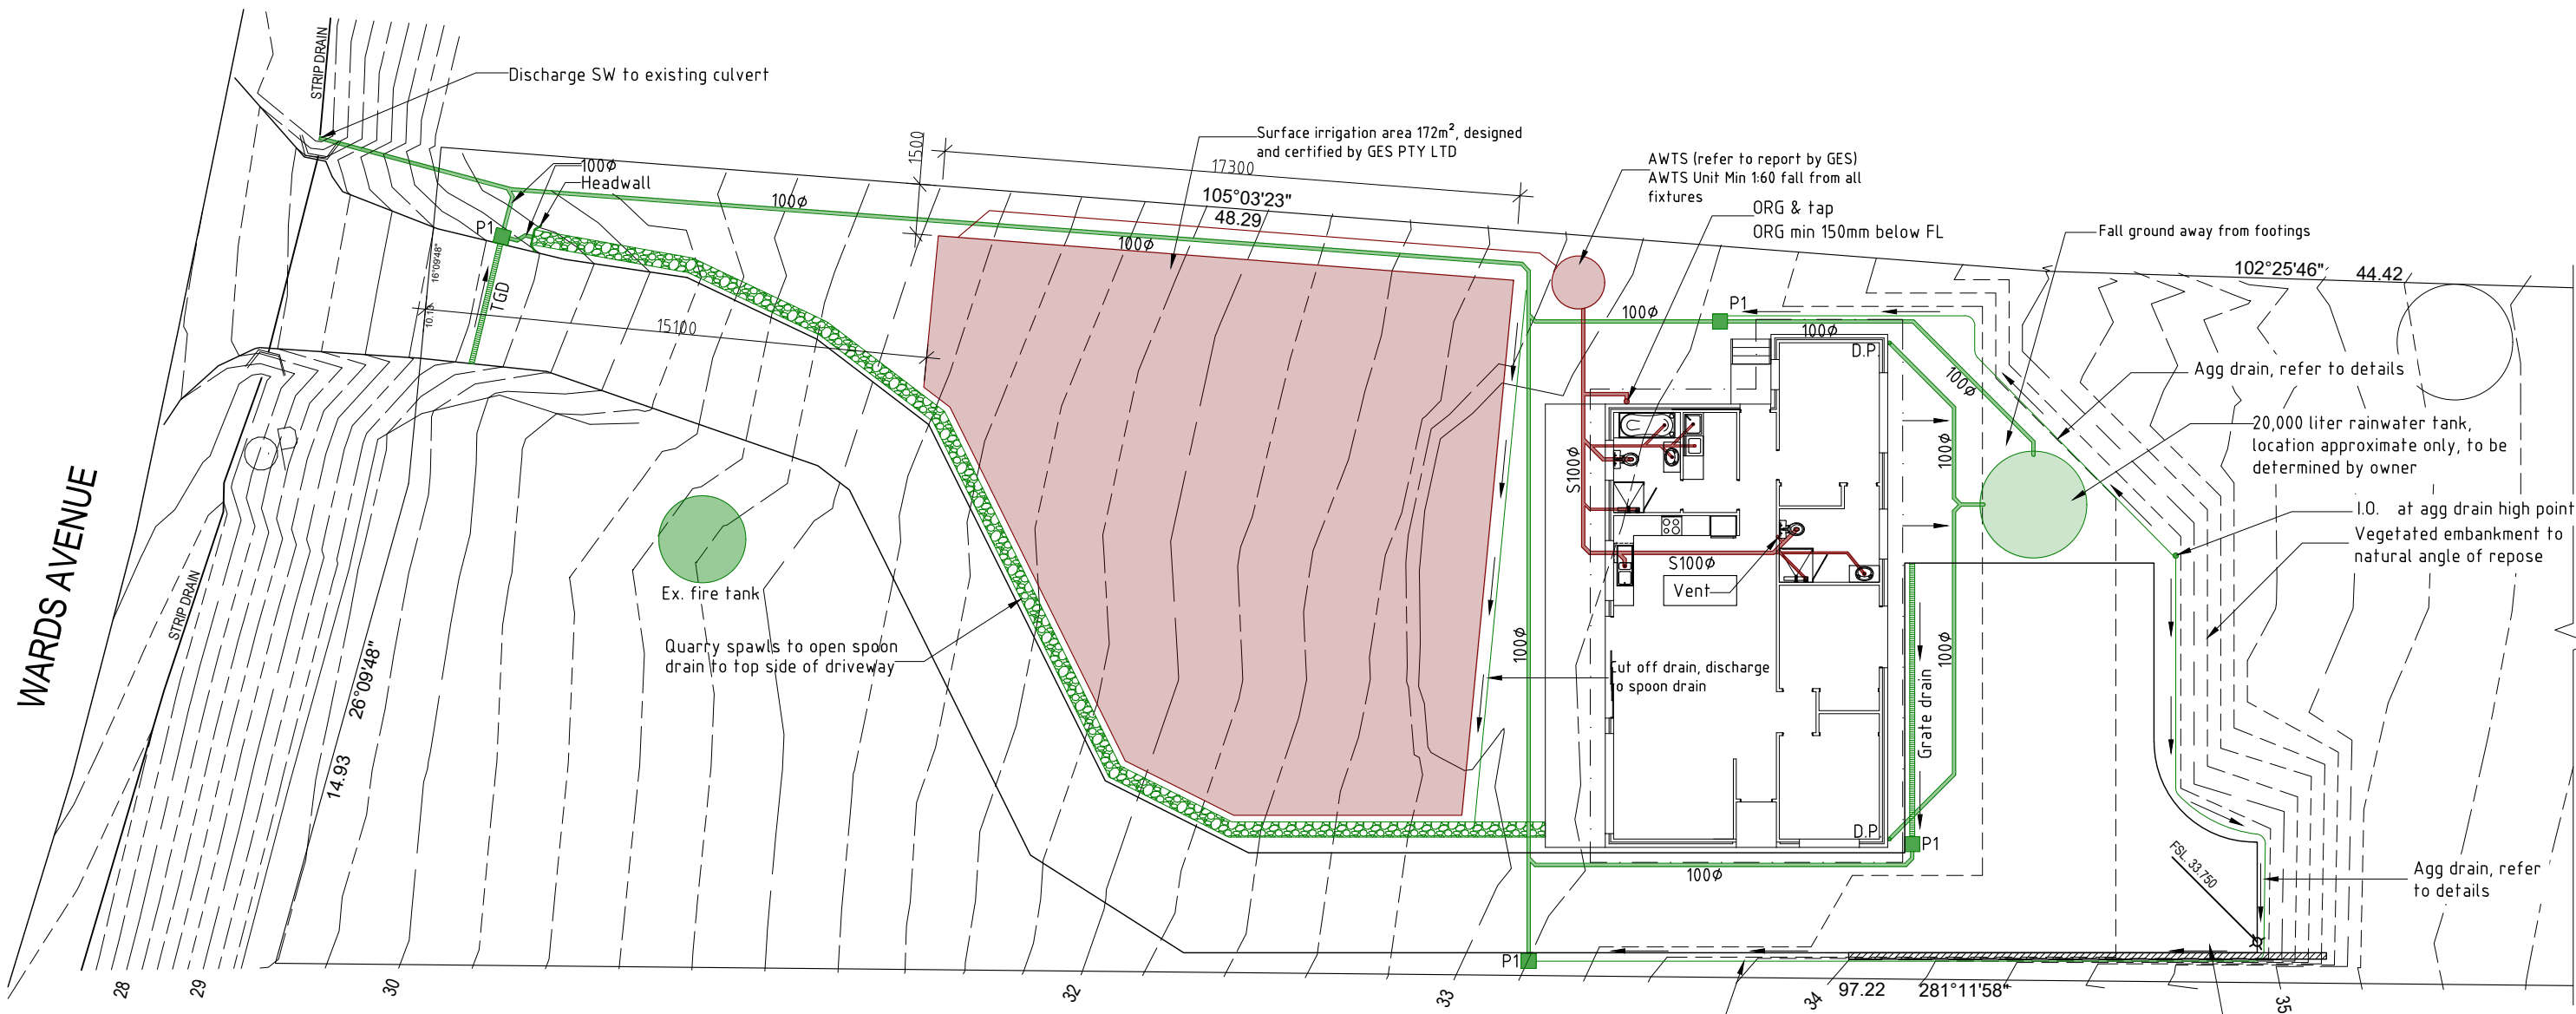 STRIP DRAIN
Discharge SW to existing culvert
100ø
Headwall
P1
100ø
1500
17300
Surface irrigation area 172m², designed
and certified by GES PTY LTD
105°03'23"
48.29
100ø
AWTS (refer to report by GES)
AWTS Unit Min 1:60 fall from all
fixtures
ORG & tap
ORG min 150mm below FL
Fall ground away from footings
102°25'46"
44.42
16°09'48"
TGD
15100
P1
100ø
100ø
D.P.
100ø
100ø
Agg drain, refer to details
20,000 liter rainwater tank,
location approximate only, to be
determined by owner
I.O. at agg drain high point
Vegetated embankment to
natural angle of repose
S100ø
S100ø
Vent
WARDS AVENUE
STRIP DRAIN
Ex. fire tank
Quarry spawls to open spoon
drain to top side of driveway
26°09'48"
14.93
100ø
Cut off drain, discharge
to spoon drain
100ø
Grate drain
D.P.
P1
100ø
FSL. 33.750
Agg drain, refer
to details
P1
28
29
30
32
33
34
97.22
281°11'58"
35